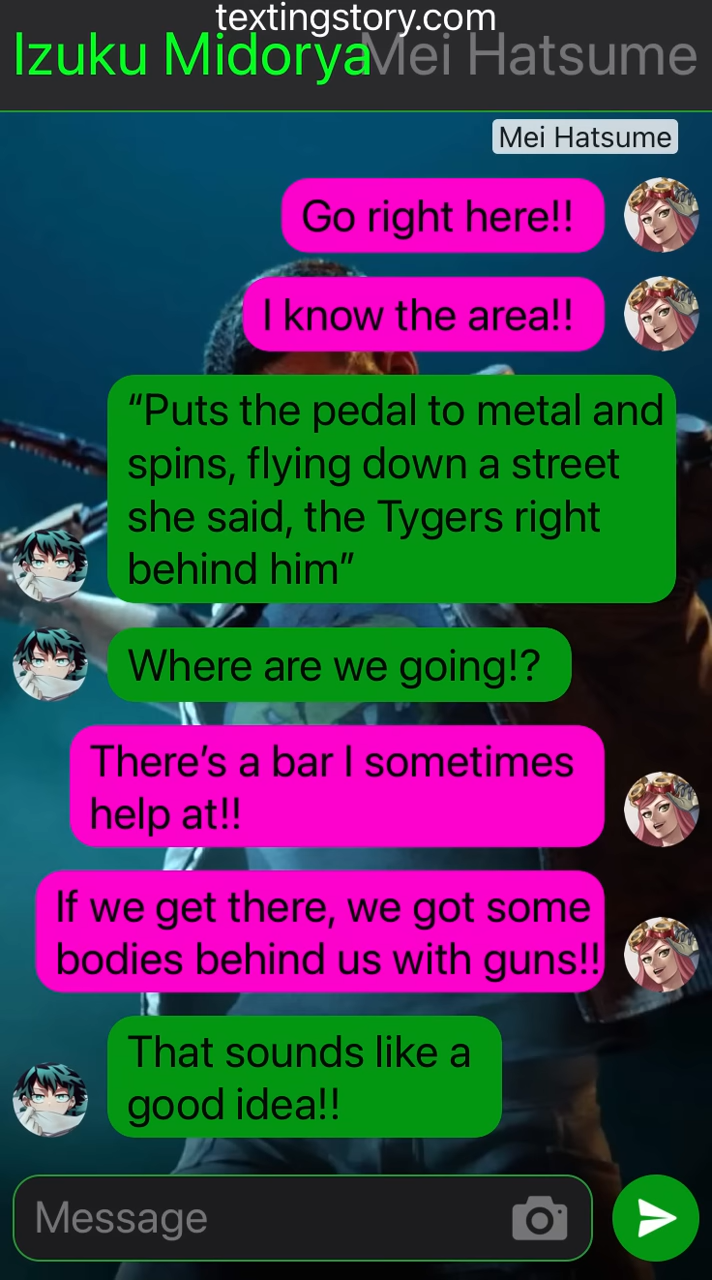 textingstory.com
Izuku Midorya Mei Hatsume
Mei Hatsume
Go right here!!
I know the area!!
“Puts the pedal to metal and
spins, flying down a street
she said, the Tygers right
behind him”
Where are we going!?
There’s a bar I sometimes
help at!!
If we get there, we got some
bodies behind us with guns!!
That sounds like a
good idea!!
Message